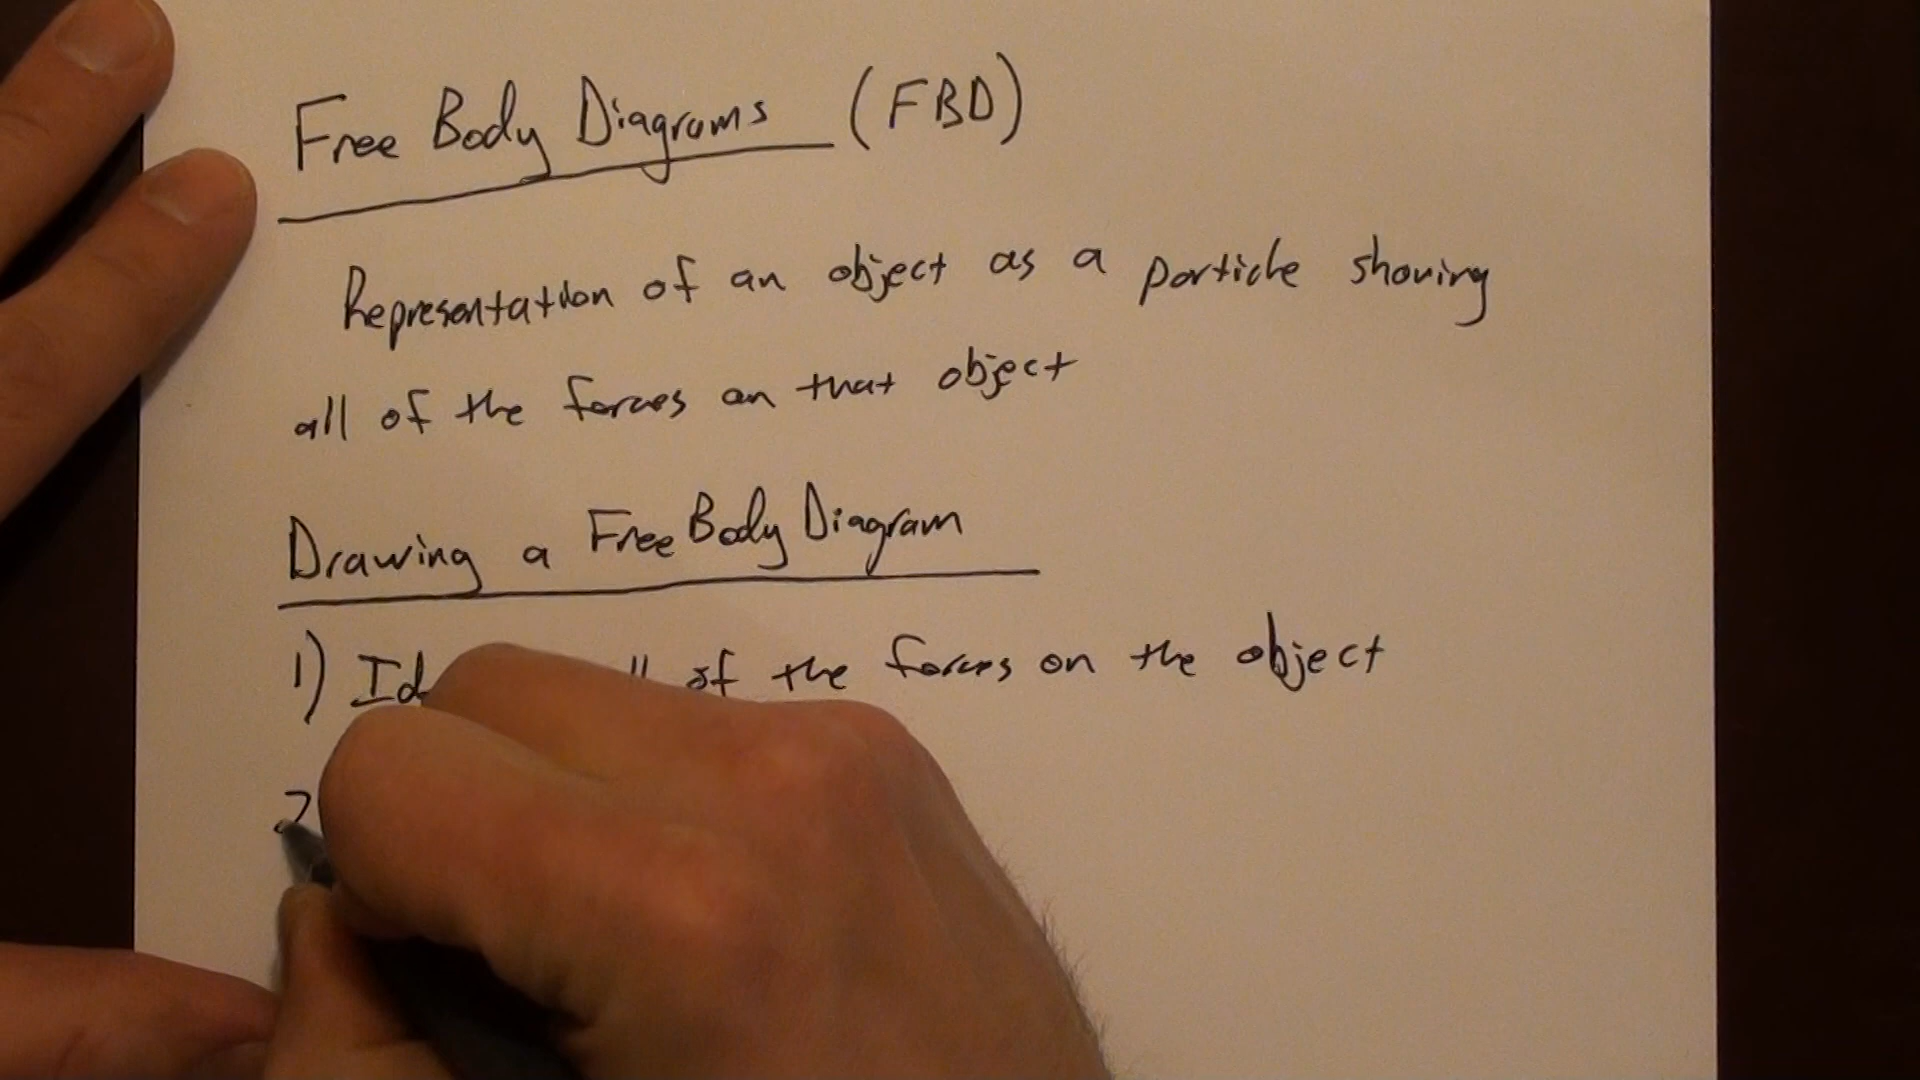 Free Body Diagrams (FBD)
Representation of an object as a particle showing
all of the forces on that object
Drawing a Free Body Diagram
1) Id ll of the forces on the object
2